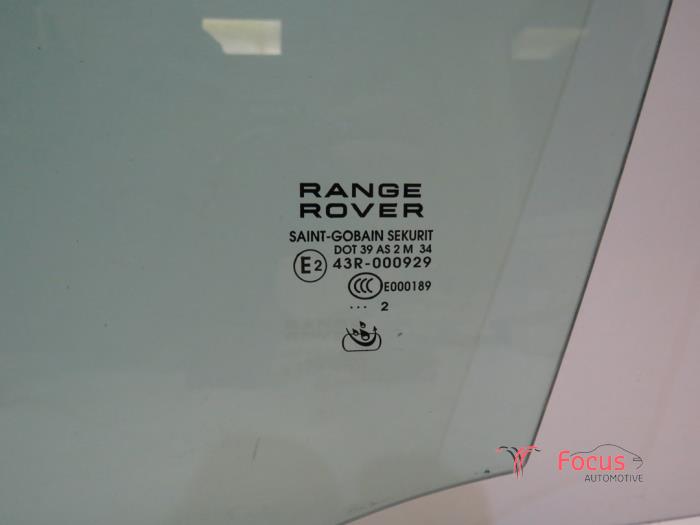 RANGE
ROVER
SAINT-GOBAIN SEKURIT
DOT 39 AS 2 M 34
E2 43R-000929
CCC E000189
... 2
Focus
AUTOMOTIVE